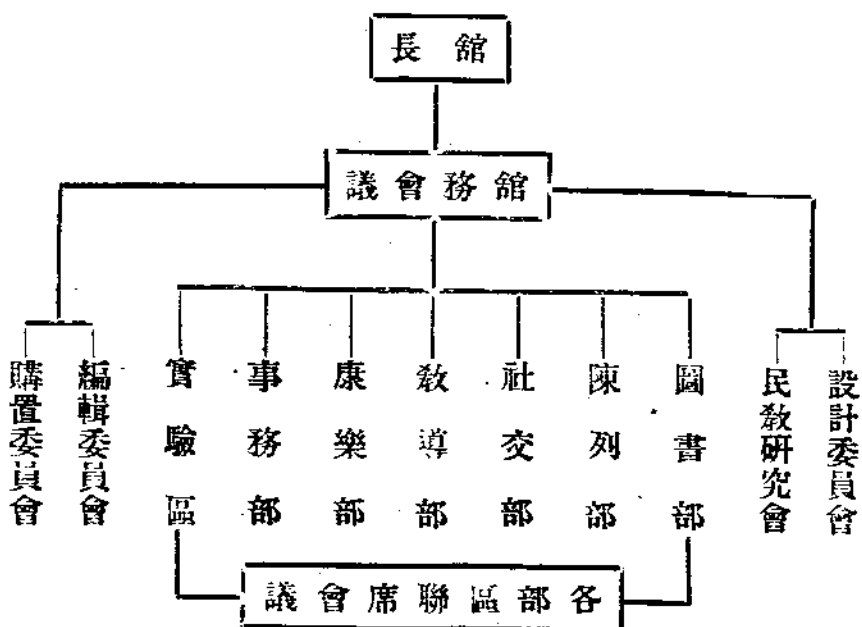 館長
館務會議
設計委員會
民教研究會
圖書部
陳列部
社交部
教導部
康樂部
事務部
實驗區
編輯委員會
購置委員會
各部區聯席會議